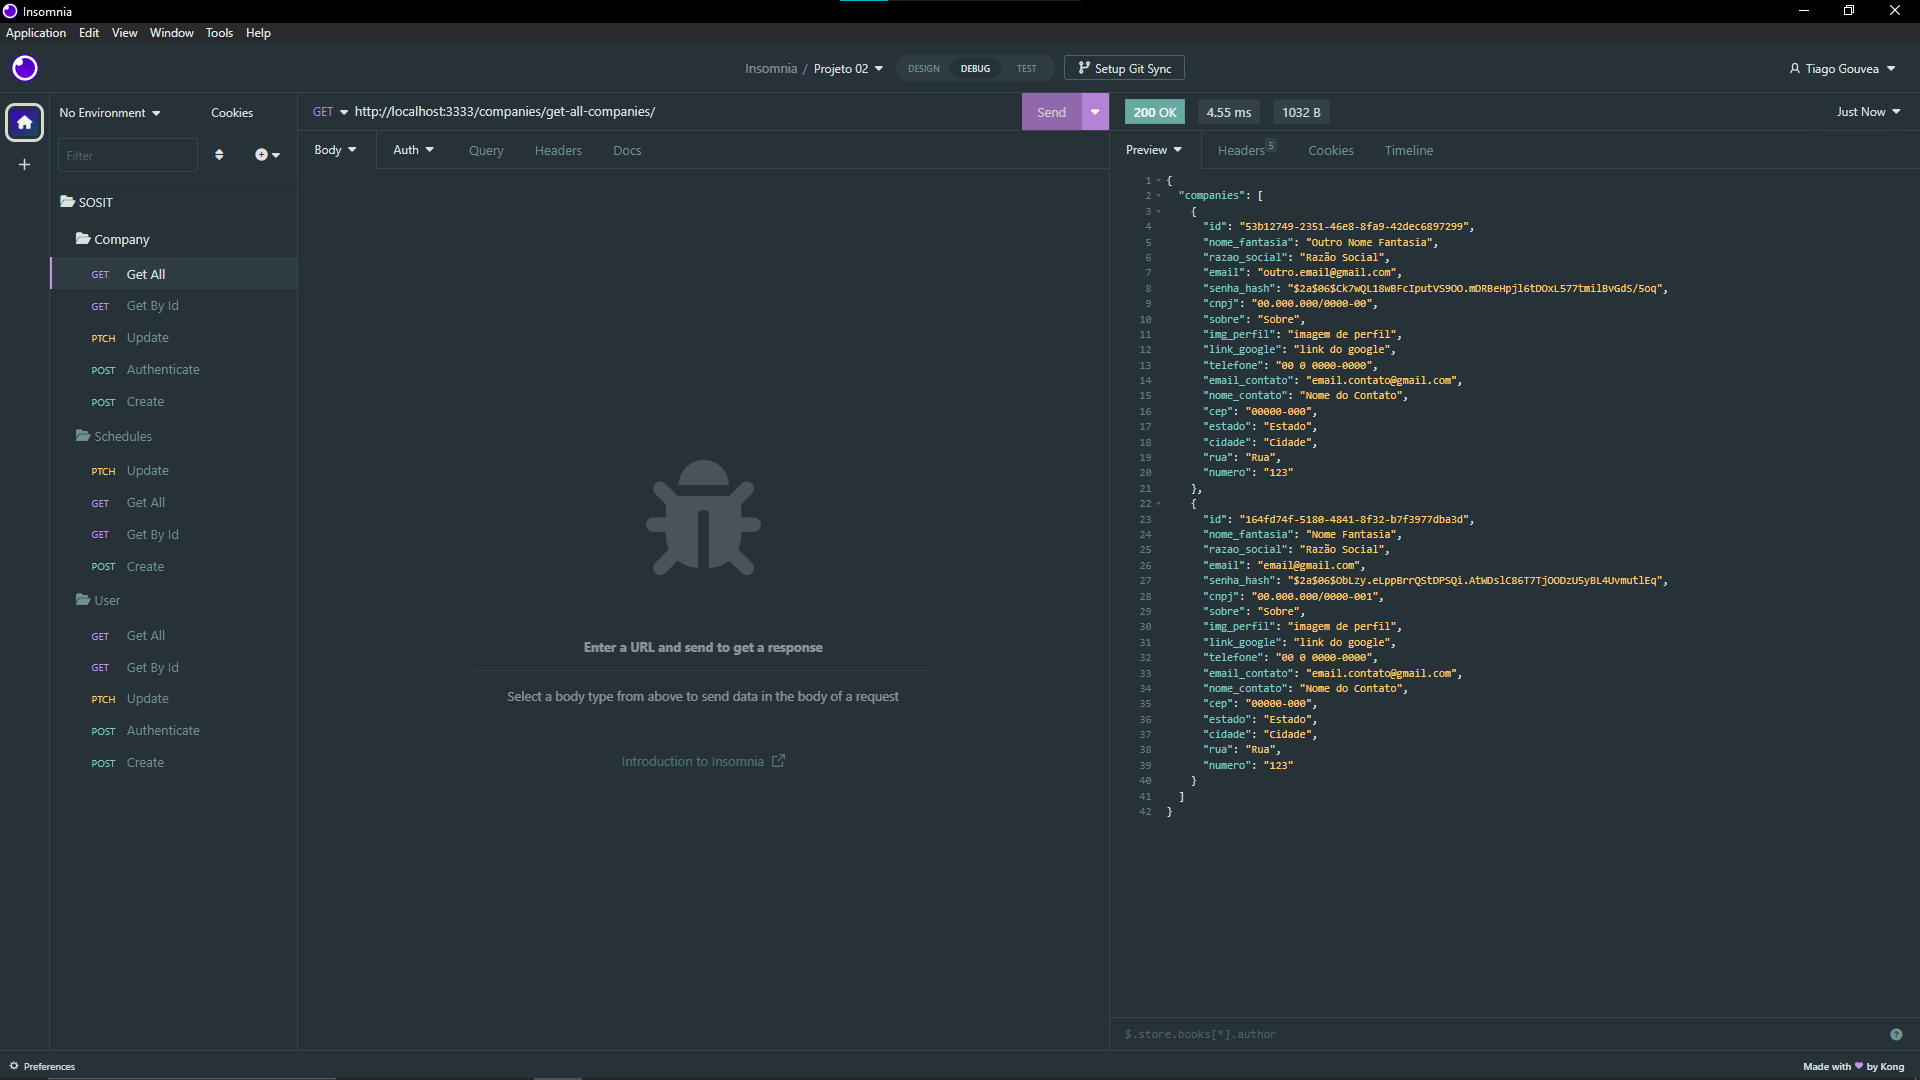 Insomnia
Application Edit View Window Tools Help
Insomnia / Projeto 02 DESIGN DEBUG TEST Setup Git Sync Tiago Gouvea
No Environment Cookies
Filter
SOSIT
Company
GET Get All
GET Get By Id
PTCH Update
POST Authenticate
POST Create
Schedules
PTCH Update
GET Get All
GET Get By Id
POST Create
User
GET Get All
GET Get By Id
PTCH Update
POST Authenticate
POST Create
GET http://localhost:3333/companies/get-all-companies/ Send
Body Auth Query Headers Docs
Enter a URL and send to get a response
Select a body type from above to send data in the body of a request
Introduction to Insomnia
200 OK 4.55 ms 1032 B Just Now
Preview Headers 5 Cookies Timeline
1 {
2 "companies": [
3 {
4 "id": "53b12749-2351-46e8-8fa9-42dec6897299",
5 "nome_fantasia": "Outro Nome Fantasia",
6 "razao_social": "Razão Social",
7 "email": "outro.email@gmail.com",
8 "senha_hash": "$2a$06$Ck7wQL18wBFcIputVS9OO.mDRBeHpjl6tDOxL577tmilBvGdS/5oq",
9 "cnpj": "00.000.000/0000-00",
10 "sobre": "Sobre",
11 "img_perfil": "imagem de perfil",
12 "link_google": "link do google",
13 "telefone": "00 0 0000-0000",
14 "email_contato": "email.contato@gmail.com",
15 "nome_contato": "Nome do Contato",
16 "cep": "00000-000",
17 "estado": "Estado",
18 "cidade": "Cidade",
19 "rua": "Rua",
20 "numero": "123"
21 },
22 {
23 "id": "164fd74f-5180-4841-8f32-b7f3977dba3d",
24 "nome_fantasia": "Nome Fantasia",
25 "razao_social": "Razão Social",
26 "email": "email@gmail.com",
27 "senha_hash": "$2a$06$ObLzy.eLppBrrQStDPSQi.AtWDslC86T7TjOODzU5yBL4UvmutlEq",
28 "cnpj": "00.000.000/0000-001",
29 "sobre": "Sobre",
30 "img_perfil": "imagem de perfil",
31 "link_google": "link do google",
32 "telefone": "00 0 0000-0000",
33 "email_contato": "email.contato@gmail.com",
34 "nome_contato": "Nome do Contato",
35 "cep": "00000-000",
36 "estado": "Estado",
37 "cidade": "Cidade",
38 "rua": "Rua",
39 "numero": "123"
40 }
41 ]
42 }
$.store.books[*].author
Preferences
Made with ♥ by Kong